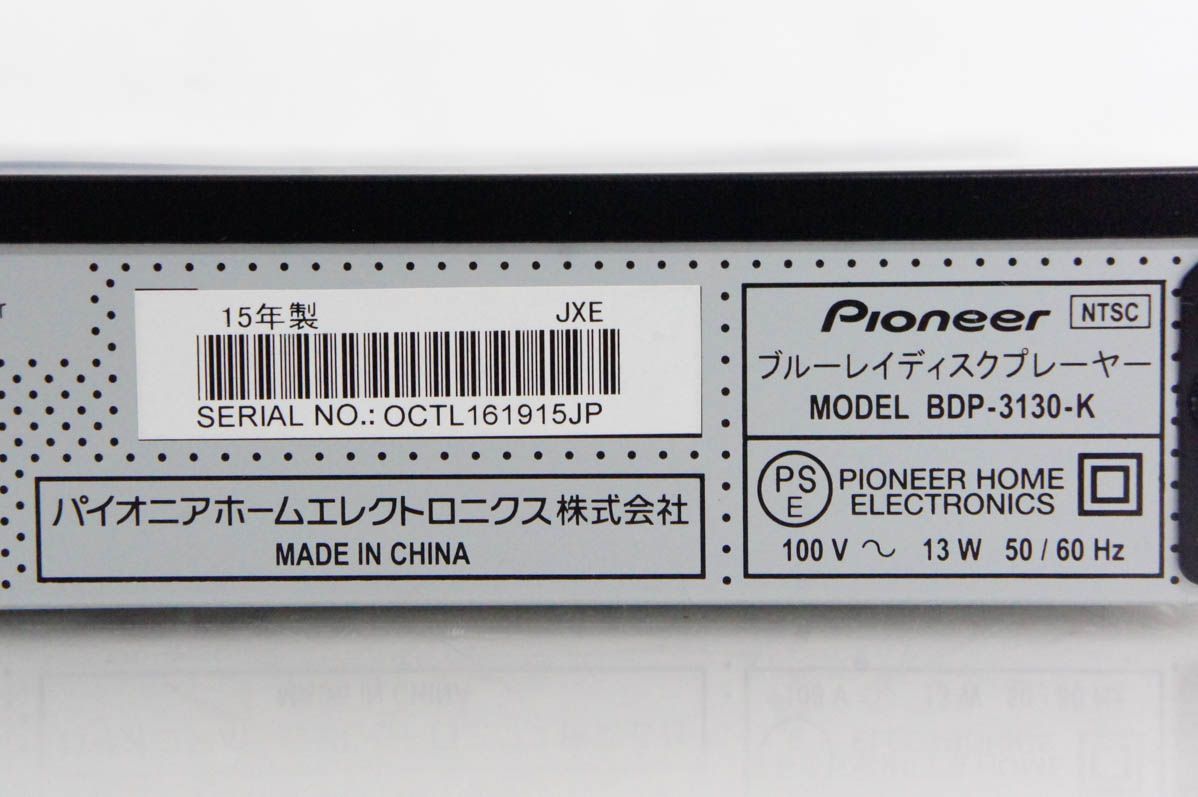 15年製 JXE
SERIAL NO.: OCTL161915JP
パイオニアホームエレクトロニクス株式会社
MADE IN CHINA
Pioneer NTSC
ブルーレイディスクプレーヤー
MODEL BDP-3130-K
PS
E
PIONEER HOME
ELECTRONICS
100 V ～ 13 W 50 / 60 Hz